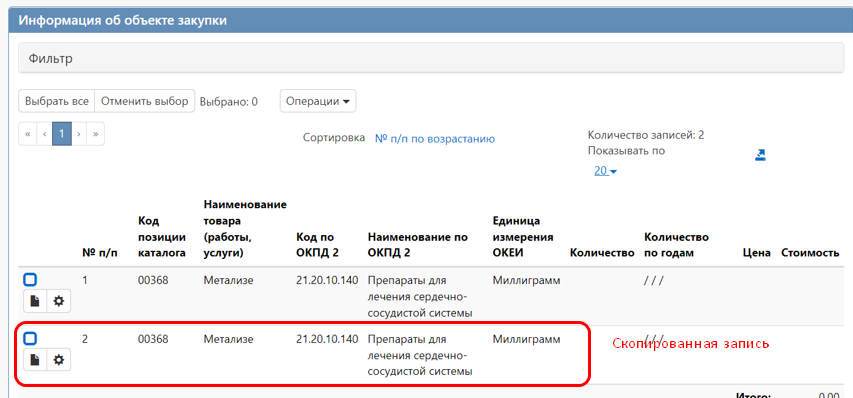 Информация об объекте закупки
Фильтр
Выбрать все Отменить выбор Выбрано: 0 Операции
« ‹ 1 › »
Сортировка № п/п по возрастанию
Количество записей: 2
Показывать по
20
№ п/п
Код позиции каталога
Наименование товара (работы, услуги)
Код по ОКПД 2
Наименование по ОКПД 2
Единица измерения ОКЕИ
Количество
Количество по годам
Цена
Стоимость
1 00368 Метализе 21.20.10.140 Препараты для Миллиграмм / / /
лечения сердечно-
сосудистой системы
2 00368 Метализе 21.20.10.140 Препараты для Миллиграмм / / /
лечения сердечно-
сосудистой системы
Скопированная запись
Итого: 0.00